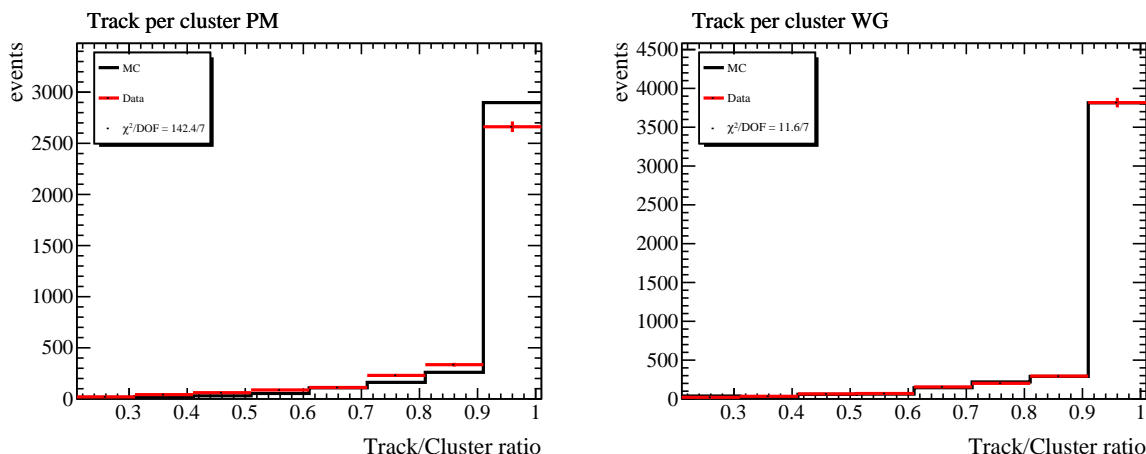 Track per cluster PM
events
MC
Data
χ²/DOF = 142.4/7
3000
2500
2000
1500
1000
500
0
0.3 0.4 0.5 0.6 0.7 0.8 0.9 1
Track/Cluster ratio
Track per cluster WG
events
MC
Data
χ²/DOF = 11.6/7
4500
4000
3500
3000
2500
2000
1500
1000
500
0
0.3 0.4 0.5 0.6 0.7 0.8 0.9 1
Track/Cluster ratio